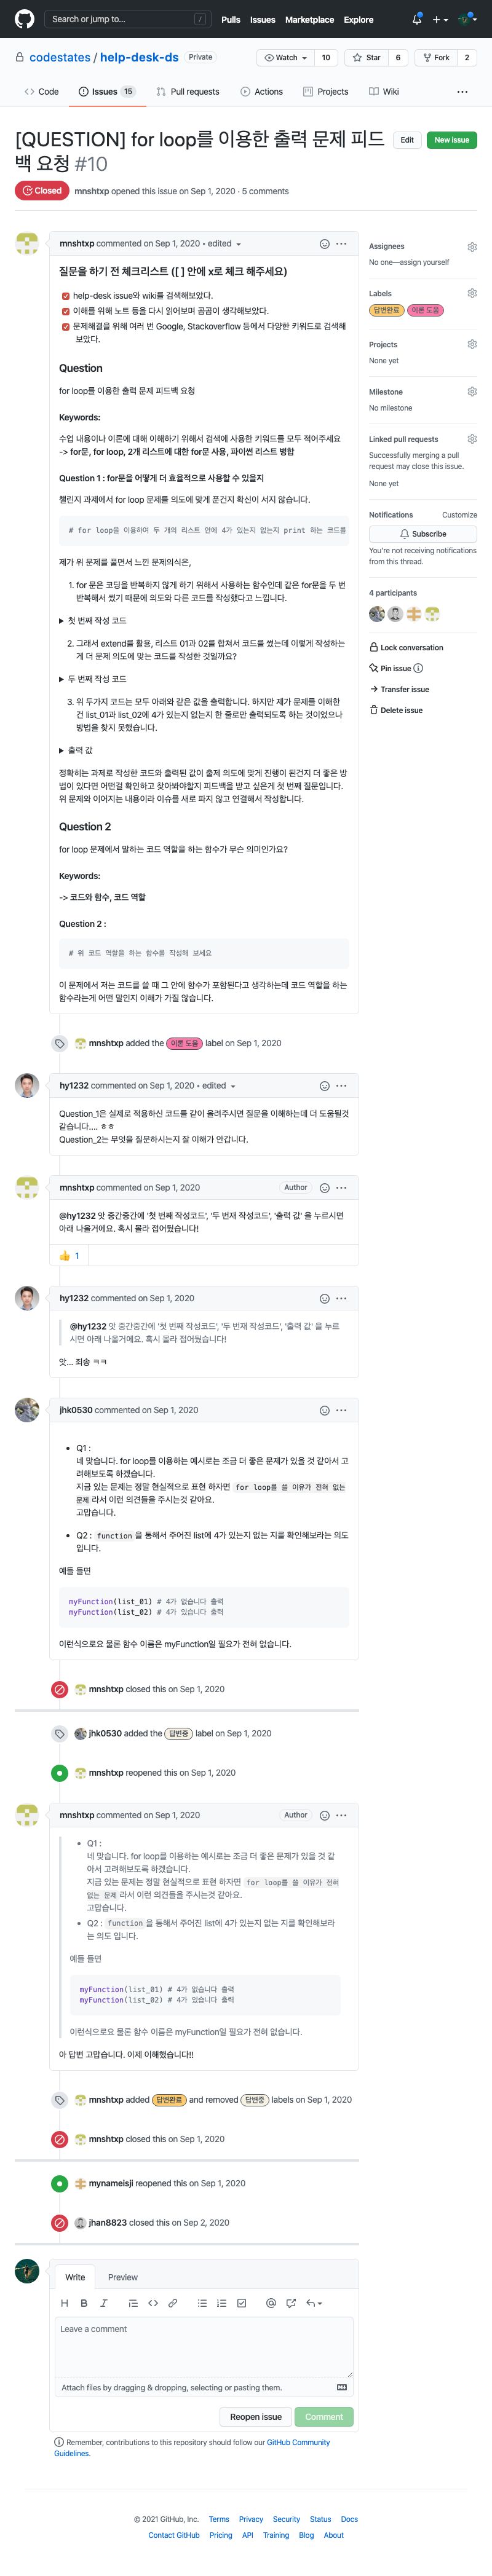 Search or jump to...
/
Pulls Issues Marketplace Explore
codestates / help-desk-ds Private
Watch 10
Star 6
Fork 2
Code
Issues 15
Pull requests
Actions
Projects
Wiki
[QUESTION] for loop를 이용한 출력 문제 피드
백 요청 #10
Edit
New issue
Closed
mnshtxp opened this issue on Sep 1, 2020 · 5 comments
mnshtxp commented on Sep 1, 2020 • edited
질문을 하기 전 체크리스트 ([ ] 안에 x로 체크 해주세요)
help-desk issue와 wiki를 검색해보았다.
이해를 위해 노트 등을 다시 읽어보며 곰곰이 생각해보았다.
문제해결을 위해 여러 번 Google, Stackoverflow 등에서 다양한 키워드로 검색해
보았다.
Question
for loop를 이용한 출력 문제 피드백 요청
Keywords:
수업 내용이나 이론에 대해 이해하기 위해서 검색에 사용한 키워드를 모두 적어주세요
-> for문, for loop, 2개 리스트에 대한 for문 사용, 파이썬 리스트 병합
Question 1 : for문을 어떻게 더 효율적으로 사용할 수 있을지
챌린지 과제에서 for loop 문제를 의도에 맞게 푼건지 확신이 서지 않습니다.
# for loop을 이용하여 두 개의 리스트 안에 4가 있는지 없는지 print 하는 코드를
제가 위 문제를 풀면서 느낀 문제의식은,
1. for 문은 코딩을 반복하지 않게 하기 위해서 사용하는 함수인데 같은 for문을 두 번
반복해서 썼기 때문에 의도와 다른 코드를 작성했다고 느낍니다.
첫 번째 작성 코드
2. 그래서 extend를 활용, 리스트 01과 02를 합쳐서 코드를 썼는데 이렇게 작성하는
게 더 문제 의도에 맞는 코드를 작성한 것일까요?
두 번째 작성 코드
3. 위 두가지 코드는 모두 아래와 같은 값을 출력합니다. 하지만 제가 문제를 이해한
건 list_01과 list_02에 4가 있는지 없는지 한 줄로만 출력되도록 하는 것이었으나
방법을 찾지 못했습니다.
출력 값
정확히는 과제로 작성한 코드와 출력된 값이 출제 의도에 맞게 진행이 된건지 더 좋은 방
법이 있다면 어떤걸 확인하고 찾아봐야할지 피드백을 받고 싶은게 첫 번째 질문입니다.
위 문제와 이어지는 내용이라 이슈를 새로 파지 않고 연결해서 작성합니다.
Question 2
for loop 문제에서 말하는 코드 역할을 하는 함수가 무슨 의미인가요?
Keywords:
-> 코드와 함수, 코드 역할
Question 2 :
# 위 코드 역할을 하는 함수를 작성해 보세요
이 문제에서 저는 코드를 쓸 때 그 안에 함수가 포함된다고 생각하는데 코드 역할을 하는
함수라는게 어떤 말인지 이해가 가질 않습니다.
mnshtxp added the 이론 도움 label on Sep 1, 2020
hy1232 commented on Sep 1, 2020 • edited
Question_1은 실제로 적용하신 코드를 같이 올려주시면 질문을 이해하는데 더 도움될것
같습니다.... ㅎㅎ
Question_2는 무엇을 질문하시는지 잘 이해가 안갑니다.
mnshtxp commented on Sep 1, 2020 Author
@hy1232 앗 중간중간에 '첫 번째 작성코드', '두 번재 작성코드', '출력 값' 을 누르시면
아래 나올거에요. 혹시 몰라 접어놨습니다!
1
hy1232 commented on Sep 1, 2020
@hy1232 앗 중간중간에 '첫 번째 작성코드', '두 번재 작성코드', '출력 값' 을 누르
시면 아래 나올거에요. 혹시 몰라 접어놨습니다!
앗... 죄송 ㅋㅋ
jhk0530 commented on Sep 1, 2020
Q1 :
네 맞습니다. for loop를 이용하는 예시로는 조금 더 좋은 문제가 있을 것 같아서 고
려해보도록 하겠습니다.
지금 있는 문제는 정말 현실적으로 표현 하자면 for loop를 쓸 이유가 전혀 없는
문제 라서 이런 의견들을 주시는것 같아요.
고맙습니다.
Q2 : function 을 통해서 주어진 list에 4가 있는지 없는 지를 확인해보라는 의도
입니다.
예를 들면
myFunction(list_01) # 4가 없습니다 출력
myFunction(list_02) # 4가 있습니다 출력
이런식으로요 물론 함수 이름은 myFunction일 필요가 전혀 없습니다.
mnshtxp closed this on Sep 1, 2020
jhk0530 added the 답변중 label on Sep 1, 2020
mnshtxp reopened this on Sep 1, 2020
mnshtxp commented on Sep 1, 2020 Author
Q1 :
네 맞습니다. for loop를 이용하는 예시로는 조금 더 좋은 문제가 있을 것 같
아서 고려해보도록 하겠습니다.
지금 있는 문제는 정말 현실적으로 표현 하자면 for loop를 쓸 이유가 전혀
없는 문제 라서 이런 의견들을 주시는것 같아요.
고맙습니다.
Q2 : function 을 통해서 주어진 list에 4가 있는지 없는 지를 확인해보라
는 의도 입니다.
예를 들면
myFunction(list_01) # 4가 없습니다 출력
myFunction(list_02) # 4가 있습니다 출력
이런식으로요 물론 함수 이름은 myFunction일 필요가 전혀 없습니다.
아 답변 고맙습니다. 이제 이해했습니다!!
mnshtxp added 답변완료 and removed 답변중 labels on Sep 1, 2020
mnshtxp closed this on Sep 1, 2020
mynameisji reopened this on Sep 1, 2020
jhan8823 closed this on Sep 2, 2020
Write Preview
Leave a comment
Attach files by dragging & dropping, selecting or pasting them.
Reopen issue
Comment
Remember, contributions to this repository should follow our GitHub Community
Guidelines.
Assignees
No one—assign yourself
Labels
답변완료 이론 도움
Projects
None yet
Milestone
No milestone
Linked pull requests
Successfully merging a pull
request may close this issue.
None yet
Notifications Customize
Subscribe
You're not receiving notifications
from this thread.
4 participants
Lock conversation
Pin issue
Transfer issue
Delete issue
© 2021 GitHub, Inc. Terms Privacy Security Status Docs
Contact GitHub Pricing API Training Blog About